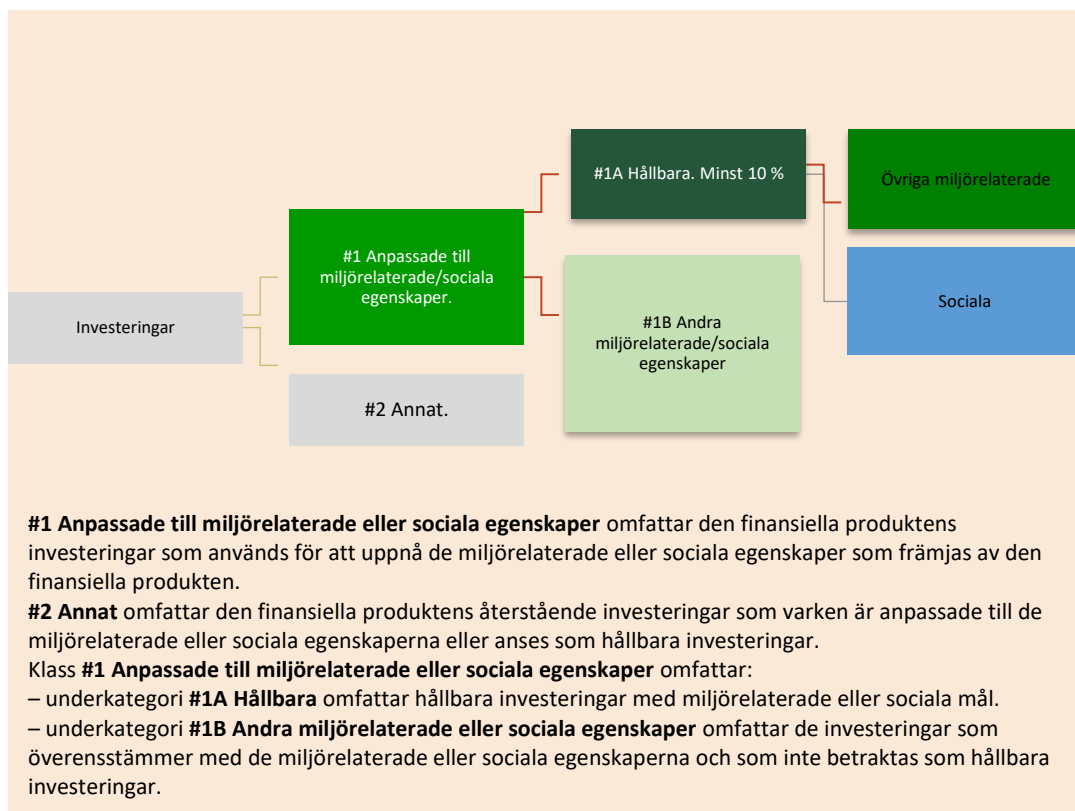 #1A Hållbara. Minst 10 %
Övriga miljörelaterade
#1 Anpassade till
miljörelaterade/sociala
egenskaper.
Sociala
Investeringar
#1B Andra
miljörelaterade/sociala
egenskaper
#2 Annat.
#1 Anpassade till miljörelaterade eller sociala egenskaper omfattar den finansiella produktens
investeringar som används för att uppnå de miljörelaterade eller sociala egenskaper som främjas av den
finansiella produkten.
#2 Annat omfattar den finansiella produktens återstående investeringar som varken är anpassade till de
miljörelaterade eller sociala egenskaperna eller anses som hållbara investeringar.
Klass #1 Anpassade till miljörelaterade eller sociala egenskaper omfattar:
– underkategori #1A Hållbara omfattar hållbara investeringar med miljörelaterade eller sociala mål.
– underkategori #1B Andra miljörelaterade eller sociala egenskaper omfattar de investeringar som
överensstämmer med de miljörelaterade eller sociala egenskaperna och som inte betraktas som hållbara
investeringar.